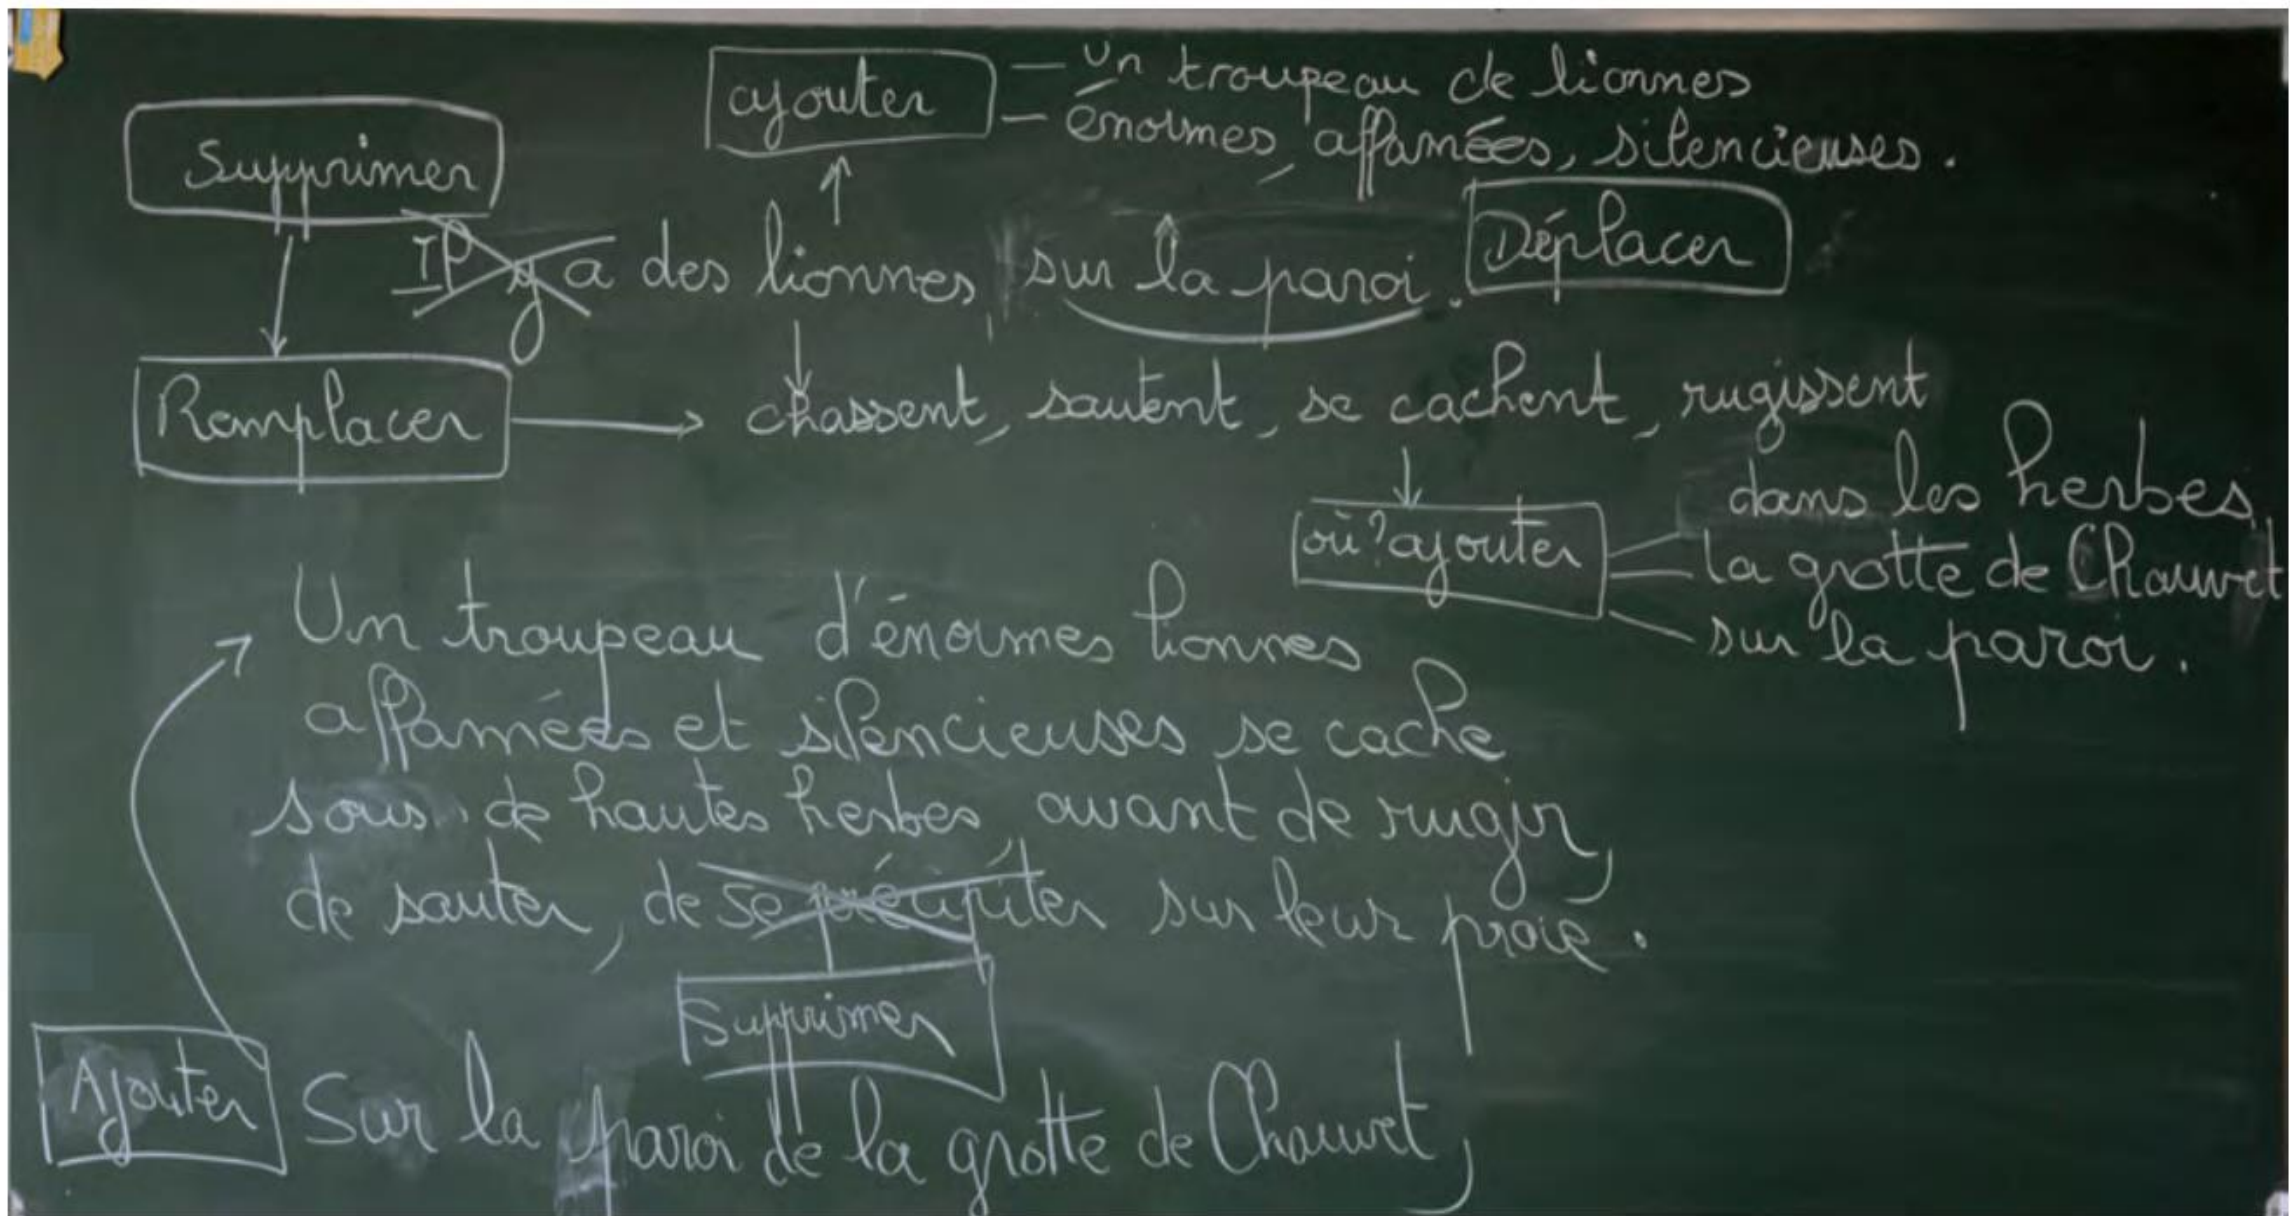 ajouter – un troupeau de lionnes
– énormes, affamées, silencieuses.
Supprimer
Il y a des lionnes, sur la paroi. Déplacer
Remplacer → chassent, sautent, se cachent, rugissent
où? ajouter
dans les herbes,
la grotte de Chauvet
sur la paroi.
Un troupeau d'énormes lionnes
affamées et silencieuses se cache
sous de hautes herbes avant de rugir,
de sauter, de se précipiter sur leur proie.
Supprimer
Ajouter Sur la paroi de la grotte de Chauvet,